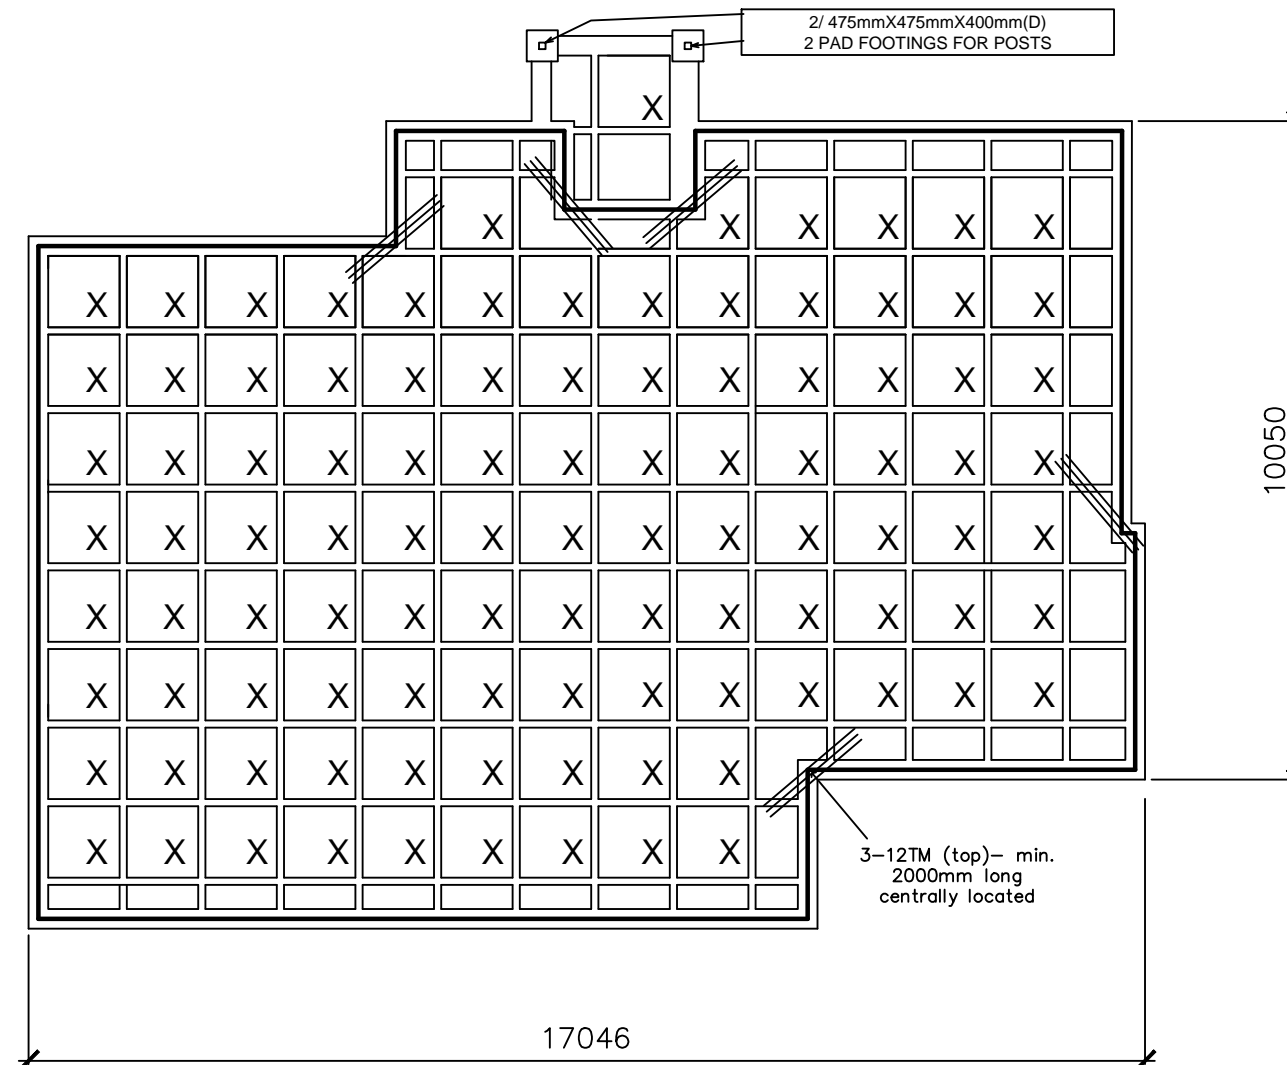 2/ 475mmX475mmX400mm(D)
2 PAD FOOTINGS FOR POSTS
X
X X X X X X
X X X X X X X X X X X X X
X X X X X X X X X X X X X
X X X X X X X X X X X X X
X X X X X X X X X X X X X
X X X X X X X X X X X X X
X X X X X X X X X X X X X
X X X X X X X X X
X X X X X X X X X
10050
3-12TM (top)- min.
2000mm long
centrally located
17046